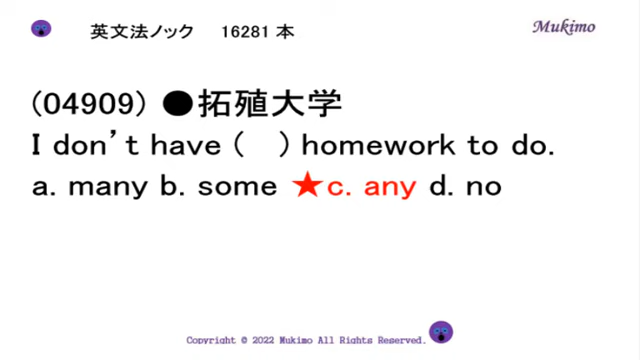 英文法ノック 16281 本
Mukimo
(04909) ●拓殖大学
I don't have ( ) homework to do.
a. many b. some ★c. any d. no
Copyright © 2022 Mukimo All Rights Reserved.